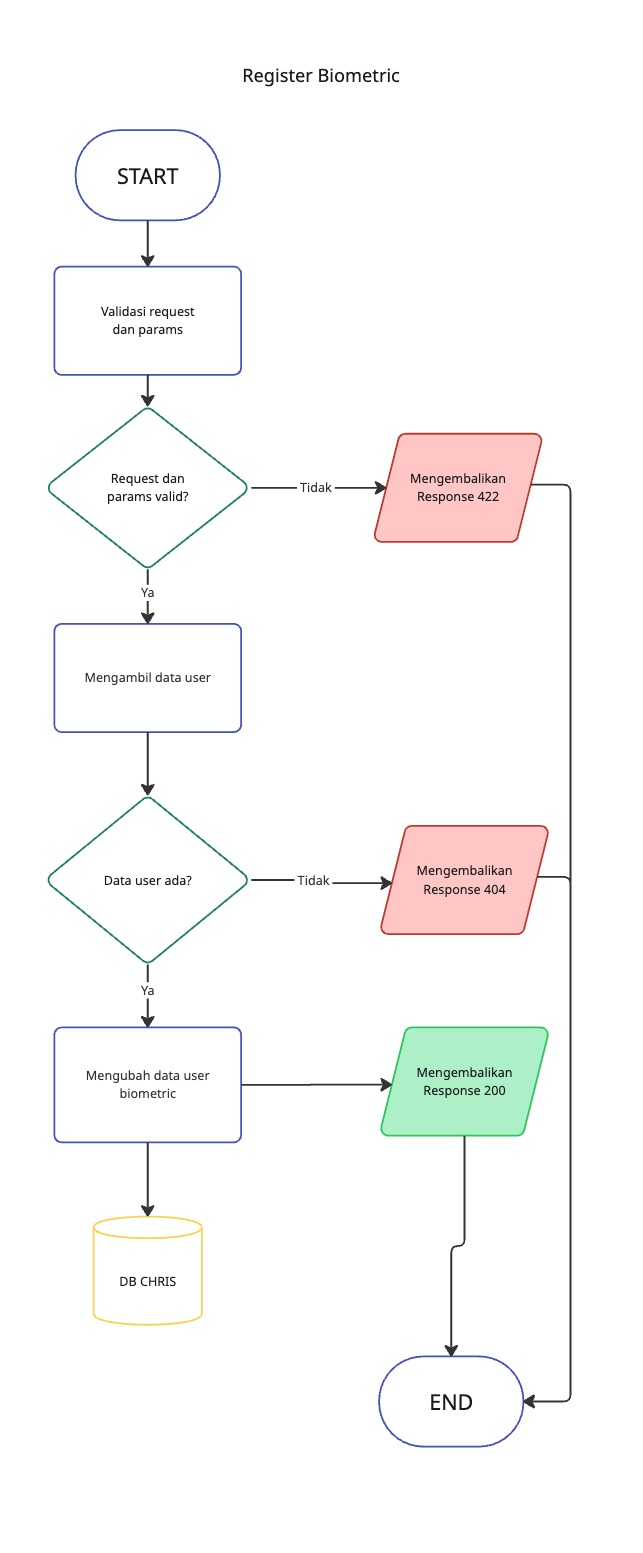 Register Biometric
START
Validasi request
dan params
Request dan
params valid?
Tidak
Mengembalikan
Response 422
Ya
Mengambil data user
Data user ada?
Tidak
Mengembalikan
Response 404
Ya
Mengubah data user
biometric
Mengembalikan
Response 200
DB CHRIS
END